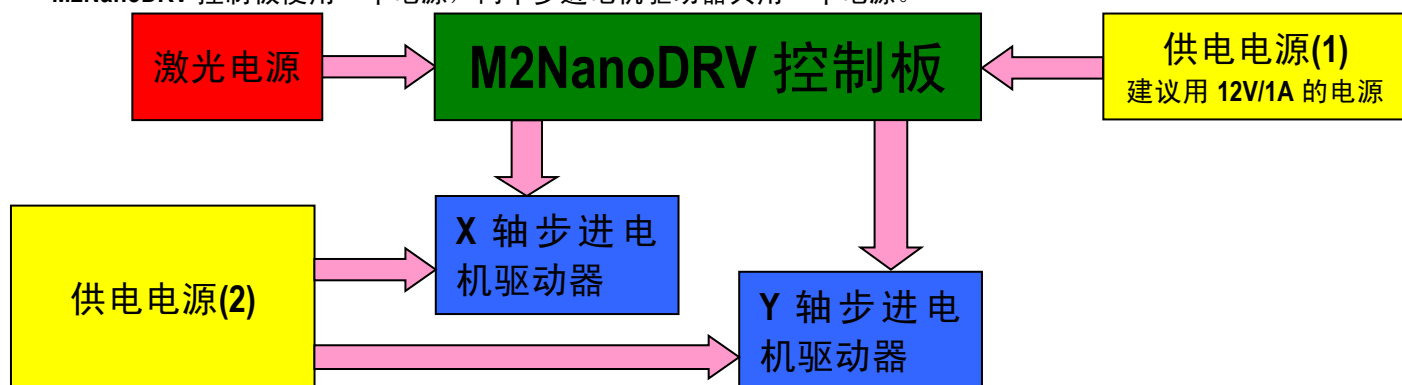 激光电源
M2NanoDRV 控制板
供电电源(1)
建议用 12V/1A 的电源
X 轴步进电
机驱动器
供电电源(2)
Y 轴步进电
机驱动器